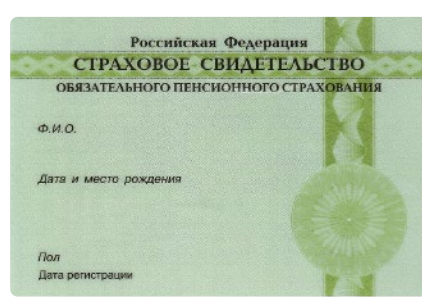 Российская Федерация
СТРАХОВОЕ СВИДЕТЕЛЬСТВО
ОБЯЗАТЕЛЬНОГО ПЕНСИОННОГО СТРАХОВАНИЯ
Ф.И.О.
Дата и место рождения
Пол
Дата регистрации